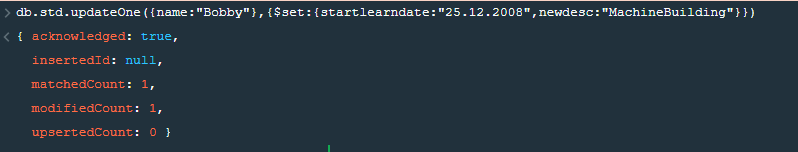 > db.std.updateOne({name:"Bobby"},{$set:{startlearndate:"25.12.2008",newdesc:"MachineBuilding"}})
< { acknowledged: true,
insertedId: null,
matchedCount: 1,
modifiedCount: 1,
upsertedCount: 0 }